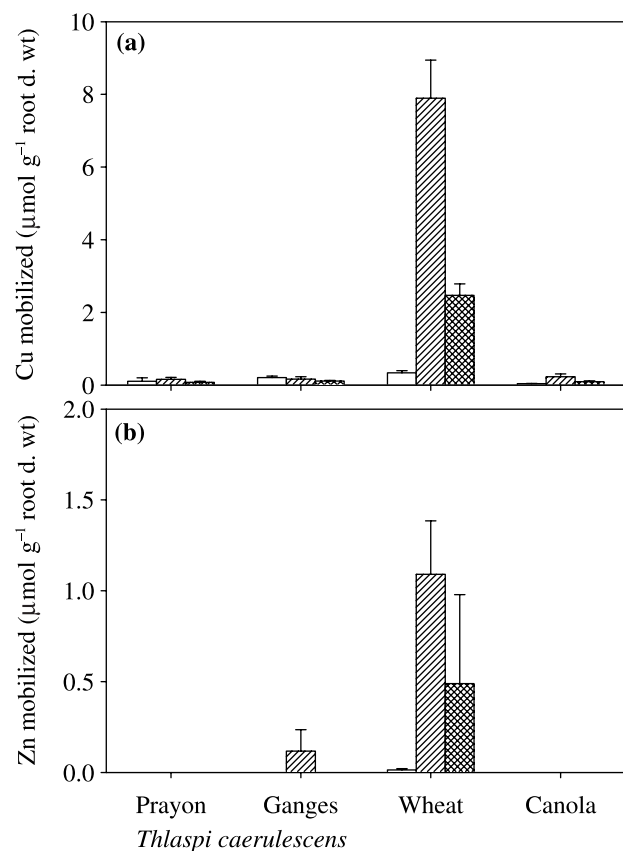 (a)
Cu mobilized (µmol g⁻¹ root d. wt)
10
8
6
4
2
0
(b)
Zn mobilized (µmol g⁻¹ root d. wt)
2.0
1.5
1.0
0.5
0.0
Prayon Ganges Wheat Canola
Thlaspi caerulescens